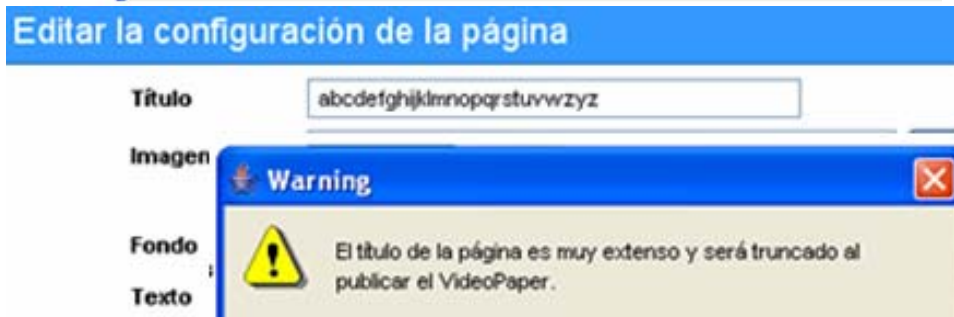 Editar la configuración de la página
Título abcdefghijklmnopqrstuvwzyz
Imagen
Warning
Fondo
El título de la página es muy extenso y será truncado al
publicar el VideoPaper.
Texto